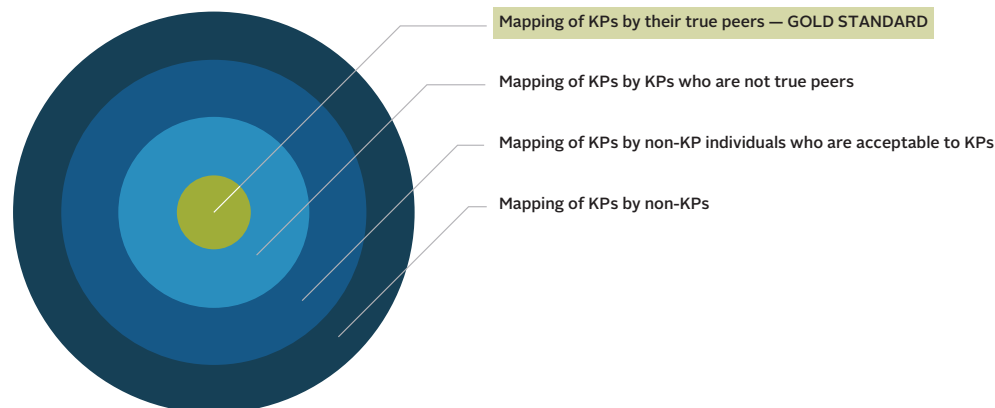 Mapping of KPs by their true peers — GOLD STANDARD
Mapping of KPs by KPs who are not true peers
Mapping of KPs by non-KP individuals who are acceptable to KPs
Mapping of KPs by non-KPs